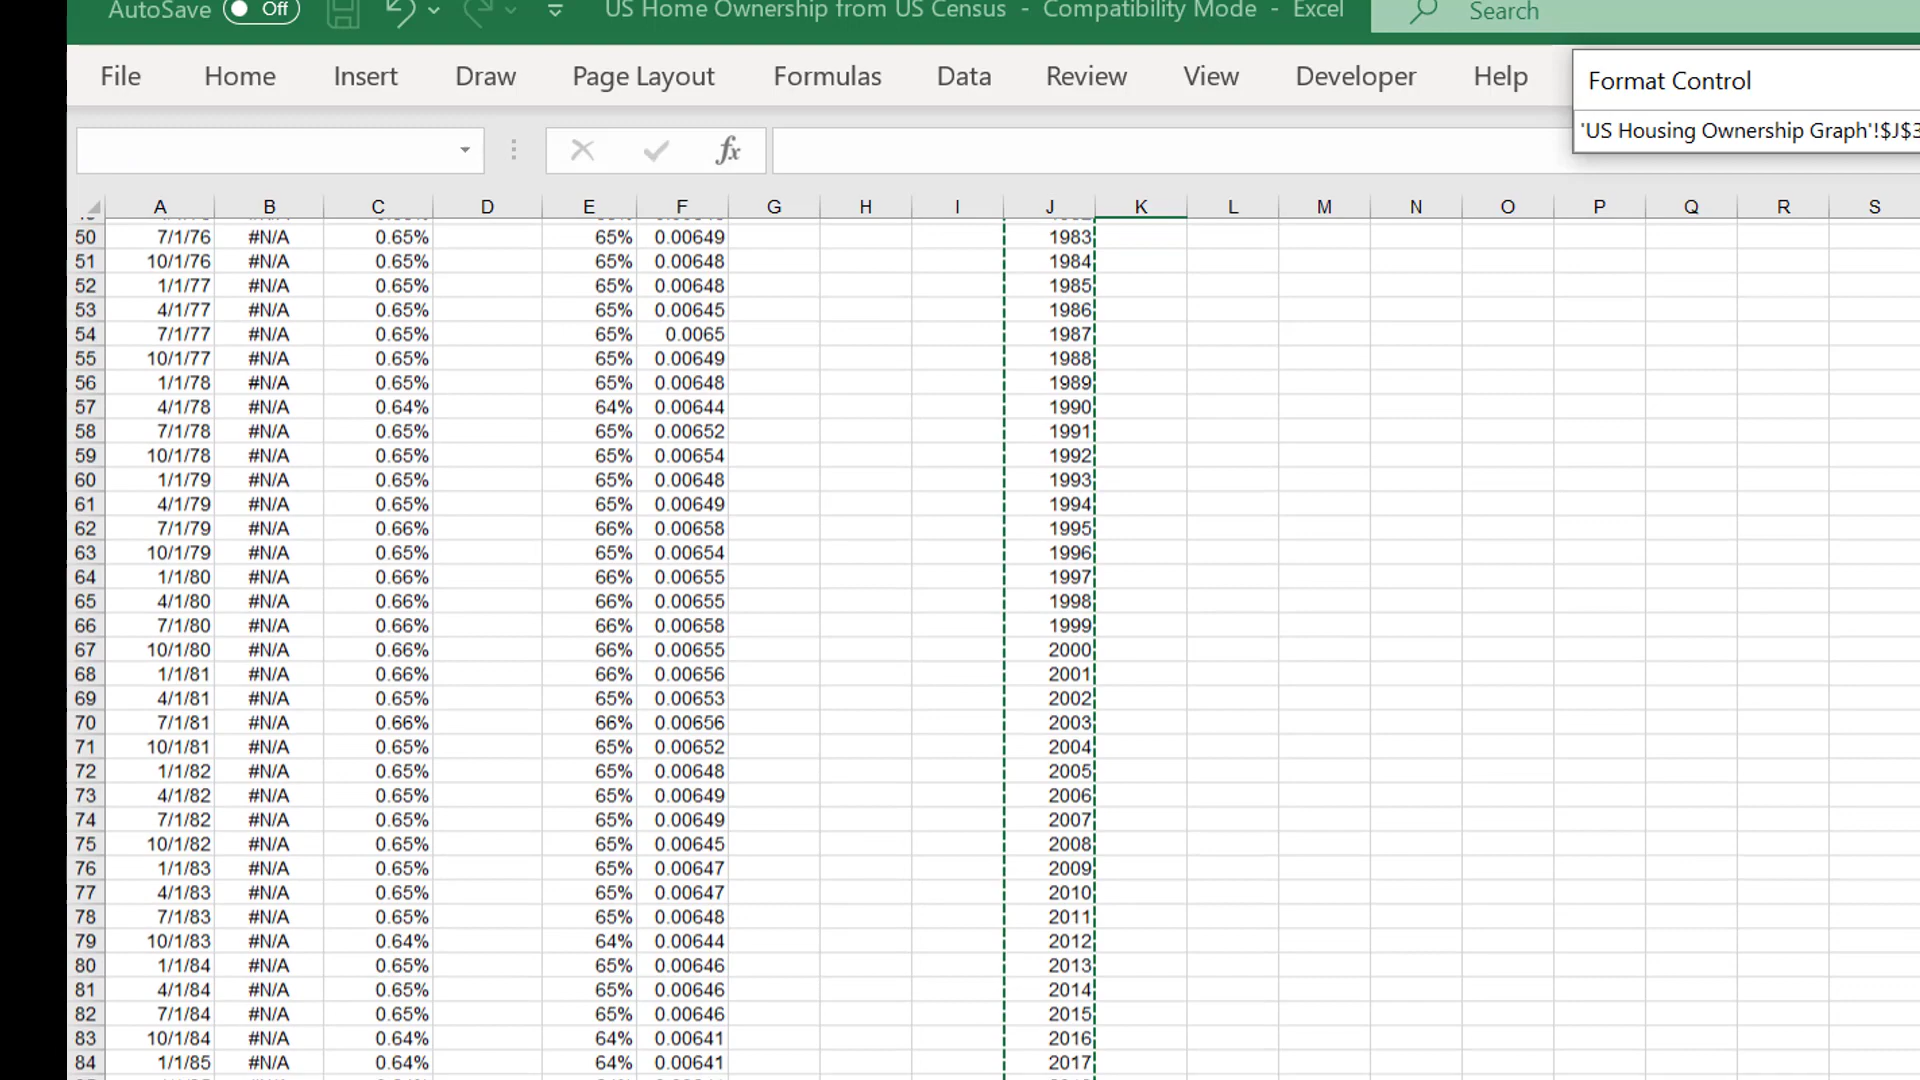 AutoSave Off US Home Ownership from US Census - Compatibility Mode - Excel Search
File Home Insert Draw Page Layout Formulas Data Review View Developer Help
Format Control
'US Housing Ownership Graph'!$J$3
fx
A B C D E F G H I J K L M N O P Q R S
50 7/1/76 #N/A 0.65% 65% 0.00649 1983
51 10/1/76 #N/A 0.65% 65% 0.00648 1984
52 1/1/77 #N/A 0.65% 65% 0.00648 1985
53 4/1/77 #N/A 0.65% 65% 0.00645 1986
54 7/1/77 #N/A 0.65% 65% 0.0065 1987
55 10/1/77 #N/A 0.65% 65% 0.00649 1988
56 1/1/78 #N/A 0.65% 65% 0.00648 1989
57 4/1/78 #N/A 0.64% 64% 0.00644 1990
58 7/1/78 #N/A 0.65% 65% 0.00652 1991
59 10/1/78 #N/A 0.65% 65% 0.00654 1992
60 1/1/79 #N/A 0.65% 65% 0.00648 1993
61 4/1/79 #N/A 0.65% 65% 0.00649 1994
62 7/1/79 #N/A 0.66% 66% 0.00658 1995
63 10/1/79 #N/A 0.65% 65% 0.00654 1996
64 1/1/80 #N/A 0.66% 66% 0.00655 1997
65 4/1/80 #N/A 0.66% 66% 0.00655 1998
66 7/1/80 #N/A 0.66% 66% 0.00658 1999
67 10/1/80 #N/A 0.66% 66% 0.00655 2000
68 1/1/81 #N/A 0.66% 66% 0.00656 2001
69 4/1/81 #N/A 0.65% 65% 0.00653 2002
70 7/1/81 #N/A 0.66% 66% 0.00656 2003
71 10/1/81 #N/A 0.65% 65% 0.00652 2004
72 1/1/82 #N/A 0.65% 65% 0.00648 2005
73 4/1/82 #N/A 0.65% 65% 0.00649 2006
74 7/1/82 #N/A 0.65% 65% 0.00649 2007
75 10/1/82 #N/A 0.65% 65% 0.00645 2008
76 1/1/83 #N/A 0.65% 65% 0.00647 2009
77 4/1/83 #N/A 0.65% 65% 0.00647 2010
78 7/1/83 #N/A 0.65% 65% 0.00648 2011
79 10/1/83 #N/A 0.64% 64% 0.00644 2012
80 1/1/84 #N/A 0.65% 65% 0.00646 2013
81 4/1/84 #N/A 0.65% 65% 0.00646 2014
82 7/1/84 #N/A 0.65% 65% 0.00646 2015
83 10/1/84 #N/A 0.64% 64% 0.00641 2016
84 1/1/85 #N/A 0.64% 64% 0.00641 2017